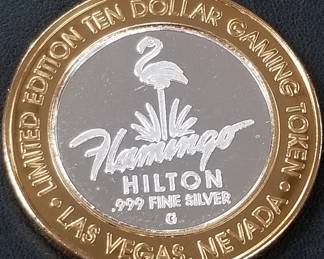 • LIMITED EDITION TEN DOLLAR GAMING TOKEN •
LAS VEGAS, NEVADA
Flamingo
HILTON
.999 FINE SILVER
G